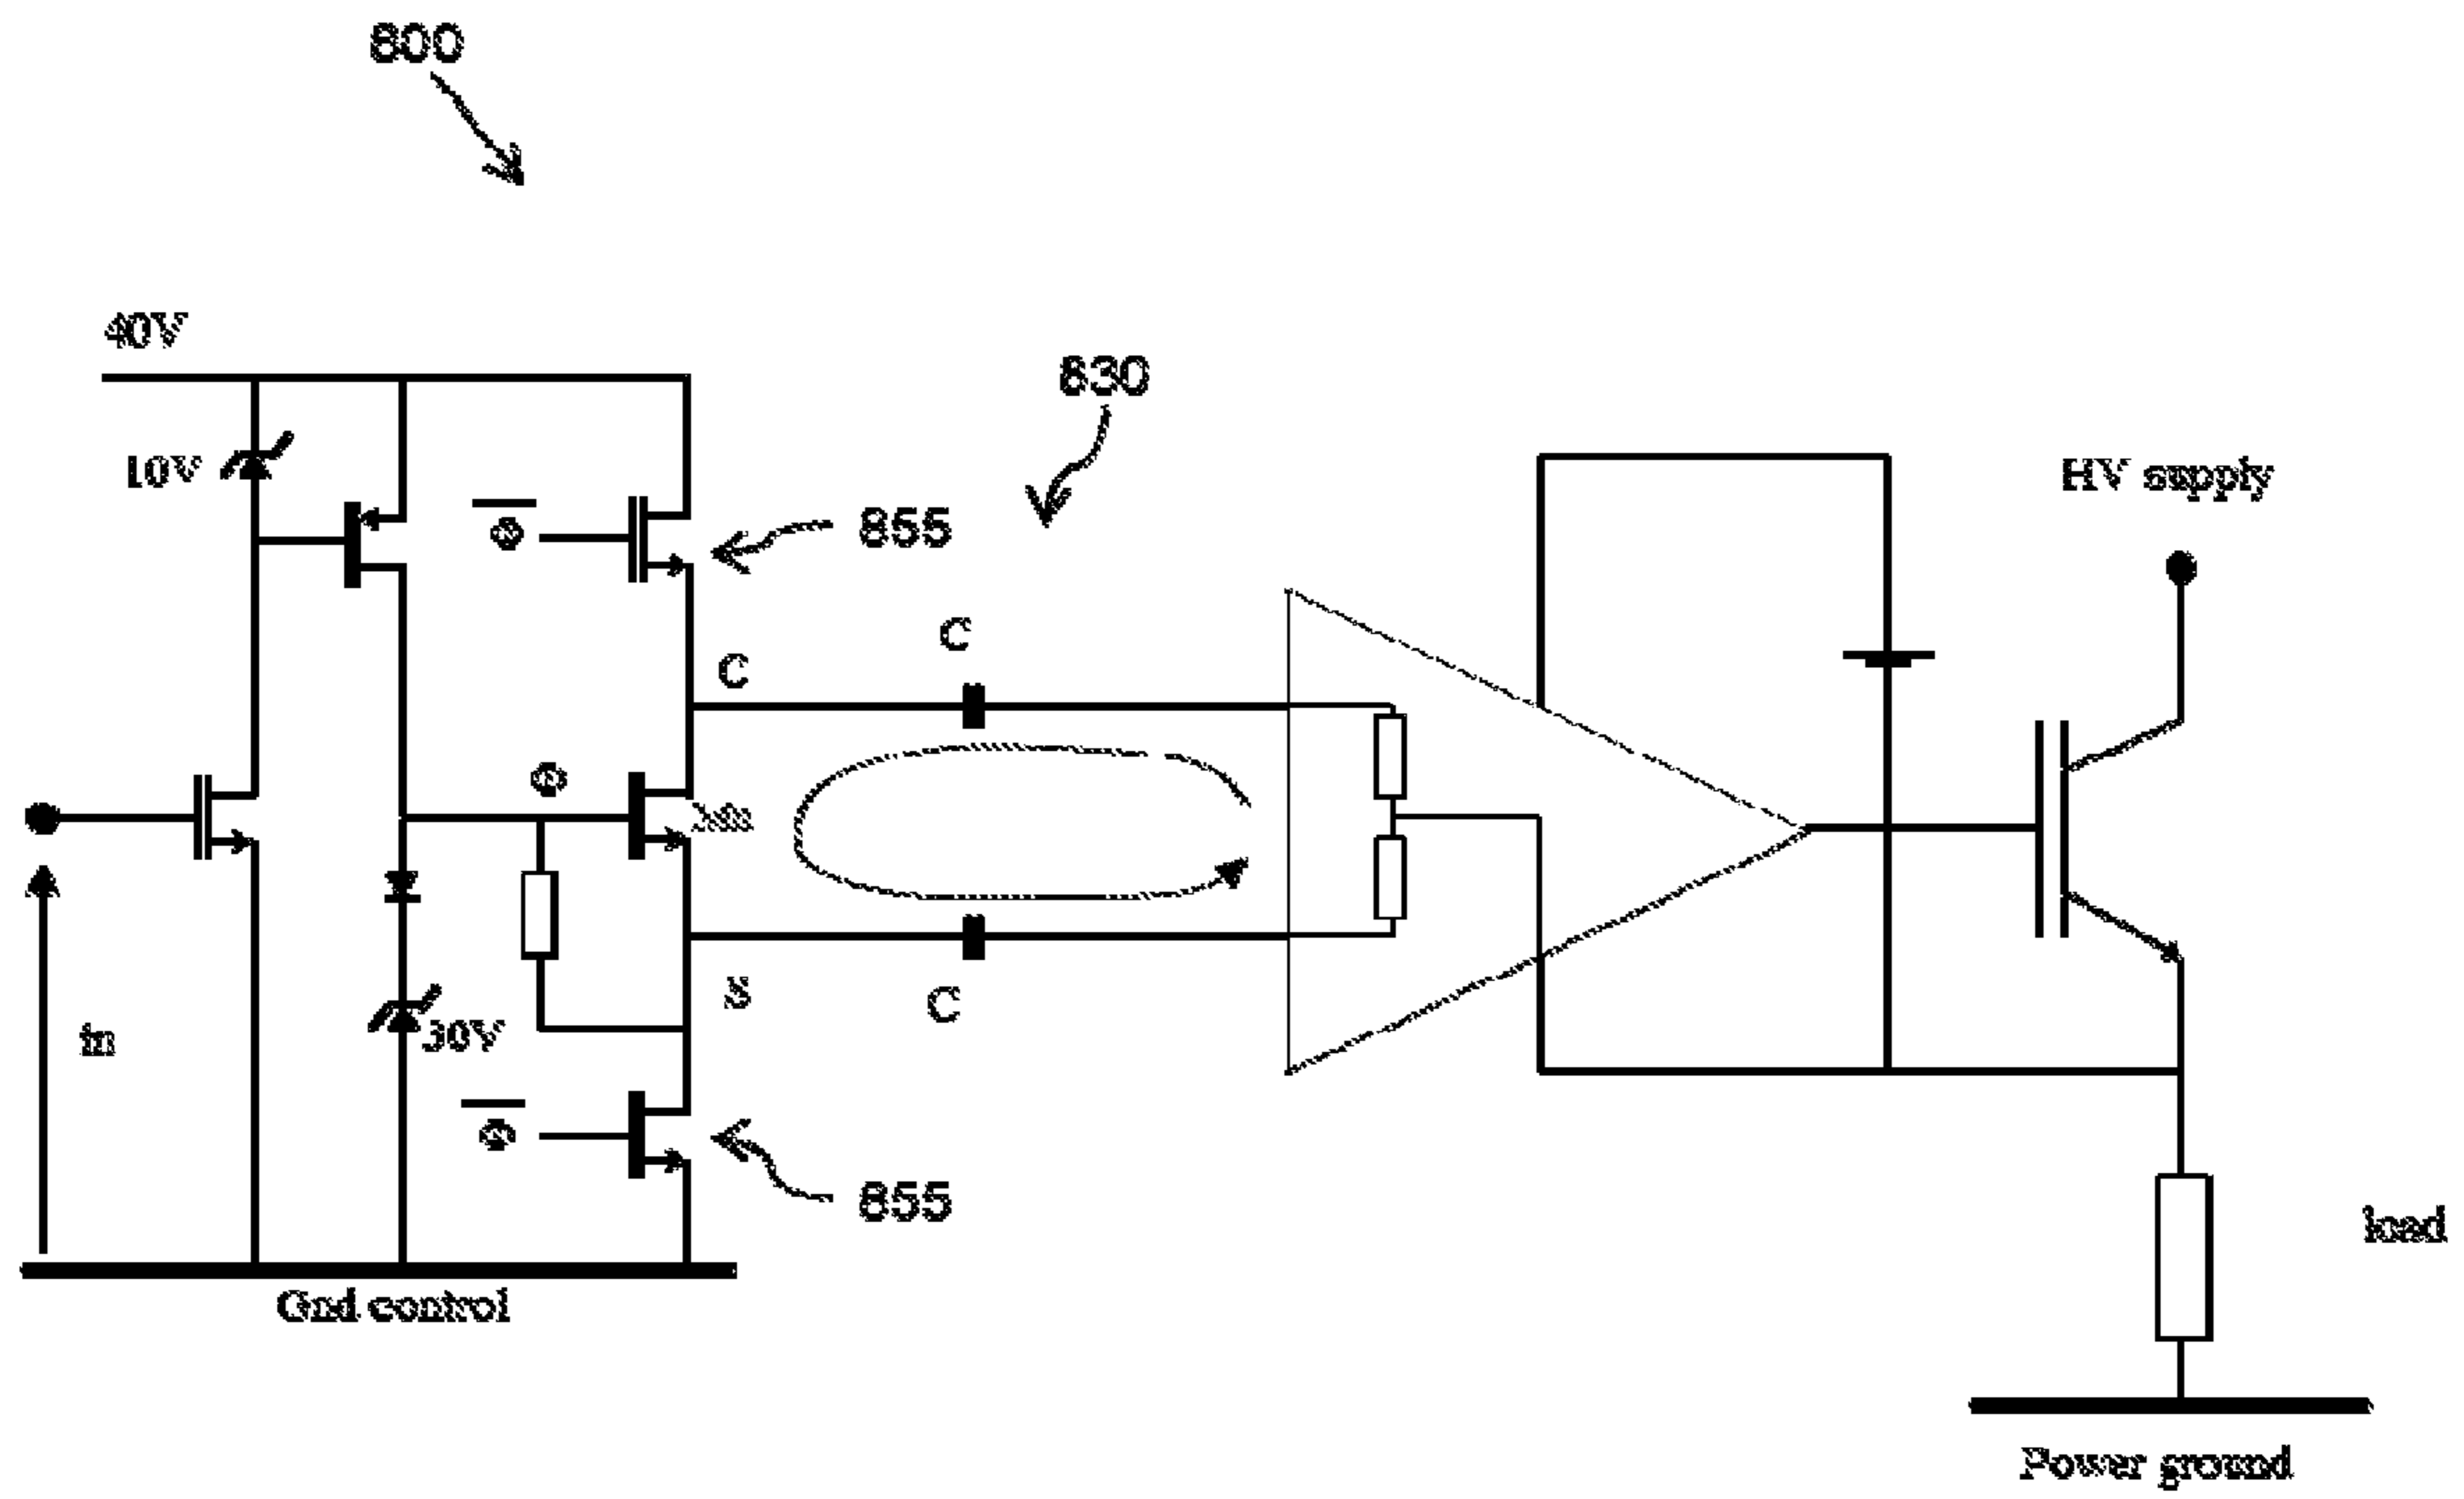 800
40V
830
10V
HV supply
855
C
C
S
C
30V
in
855
load
Gnd control
Power ground